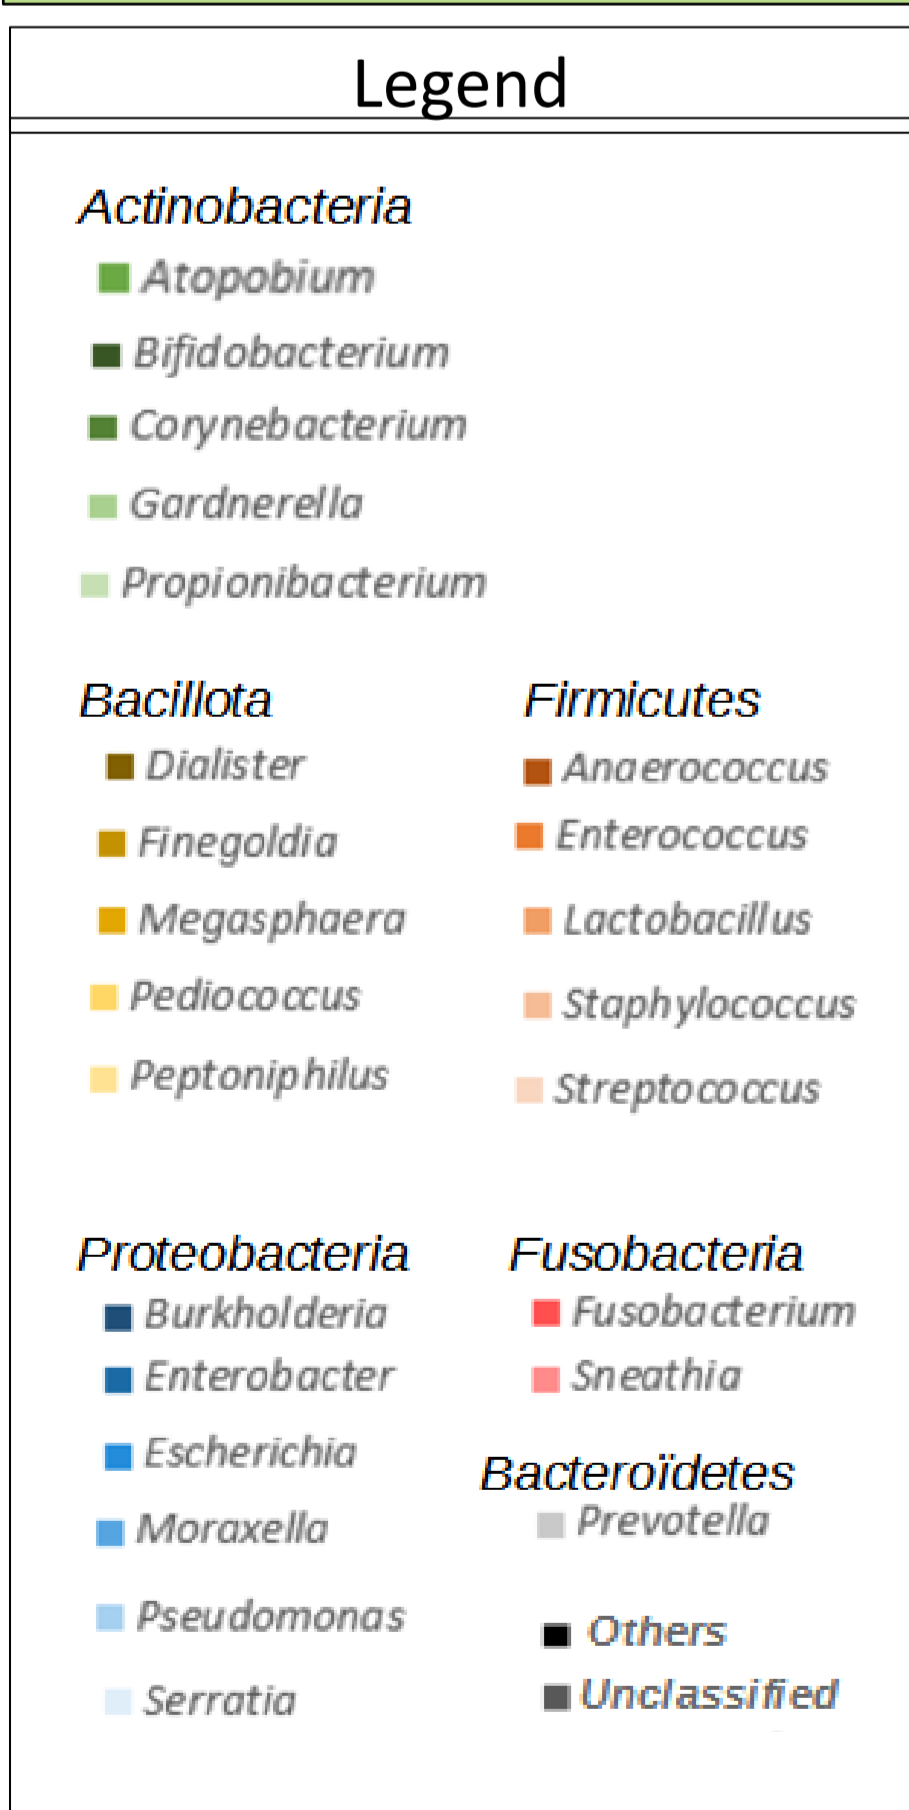 Legend
Actinobacteria
Atopobium
Bifidobacterium
Corynebacterium
Gardnerella
Propionibacterium
Bacillota
Dialister
Finegoldia
Megasphaera
Pediococcus
Peptoniphilus
Firmicutes
Anaerococcus
Enterococcus
Lactobacillus
Staphylococcus
Streptococcus
Proteobacteria
Burkholderia
Enterobacter
Escherichia
Moraxella
Pseudomonas
Serratia
Fusobacteria
Fusobacterium
Sneathia
Bacteroïdetes
Prevotella
Others
Unclassified